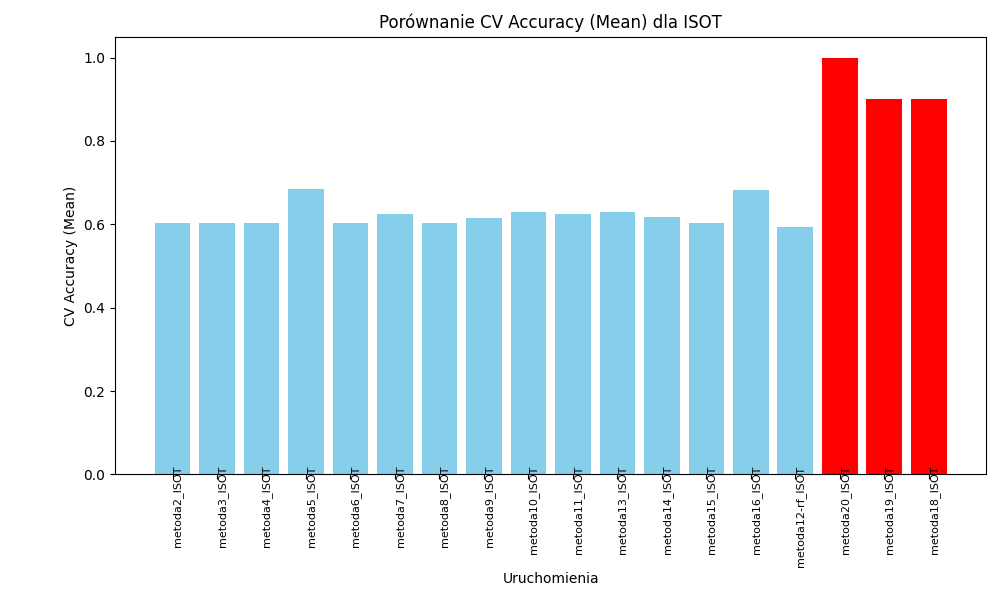 Porównanie CV Accuracy (Mean) dla ISOT
CV Accuracy (Mean)
1.0
0.8
0.6
0.4
0.2
0.0
metoda2_ISOT
metoda3_ISOT
metoda4_ISOT
metoda5_ISOT
metoda6_ISOT
metoda7_ISOT
metoda8_ISOT
metoda9_ISOT
metoda10_ISOT
metoda11_ISOT
metoda13_ISOT
metoda14_ISOT
metoda15_ISOT
metoda16_ISOT
metoda12-rf_ISOT
metoda20_ISOT
metoda19_ISOT
metoda18_ISOT
Uruchomienia